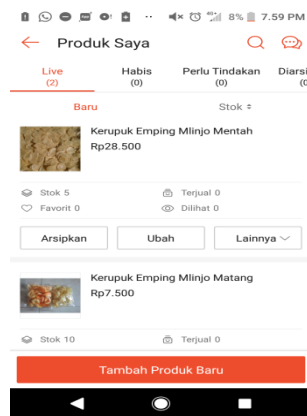 8% 7.59 PM
Produk Saya
Live Habis Perlu Tindakan Diarsi
(2) (0) (0) (0
Baru Stok
Kerupuk Emping Mlinjo Mentah
Rp28.500
Stok 5 Terjual 0
Favorit 0 Dilihat 0
Arsipkan Ubah Lainnya
Kerupuk Emping Mlinjo Matang
Rp7.500
Stok 10 Terjual 0
Tambah Produk Baru